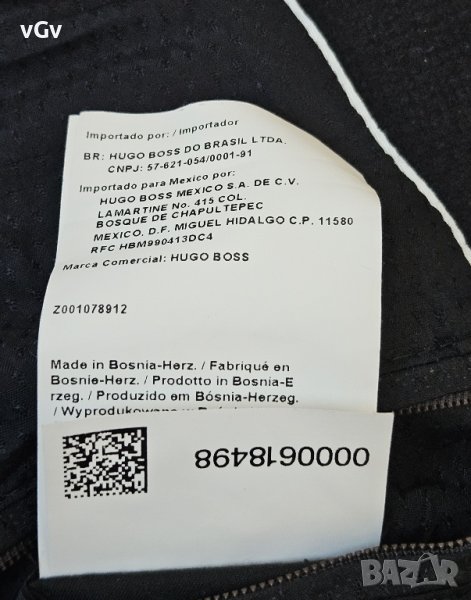 vGv
Importado por: / Importador
BR: HUGO BOSS DO BRASIL LTDA.
CNPJ: 57-621-054/0001-91
Importado para Mexico por:
HUGO BOSS MEXICO S.A. DE C.V.
LAMARTINE No. 415 COL.
BOSQUE DE CHAPULTEPEC
MEXICO, D.F. MIGUEL HIDALGO C.P. 11580
RFC HBM990413DC4
Marca Comercial: HUGO BOSS
Z001078912
Made in Bosnia-Herz. / Fabriqué en
Bosnie-Herz. / Prodotto in Bosnia-E
rzeg. / Produzido em Bósnia-Herzeg.
/ Wyprodukowano w
0000618498
BAZAR
bg